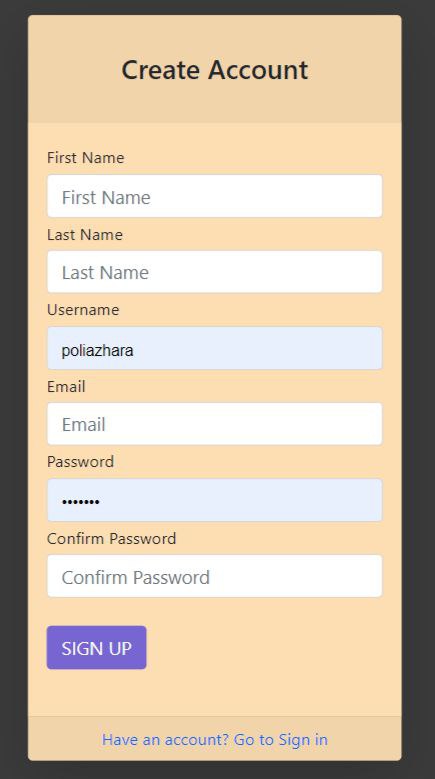 Create Account
First Name
First Name
Last Name
Last Name
Username
poliazhara
Email
Email
Password
•••••••
Confirm Password
Confirm Password
SIGN UP
Have an account? Go to Sign in